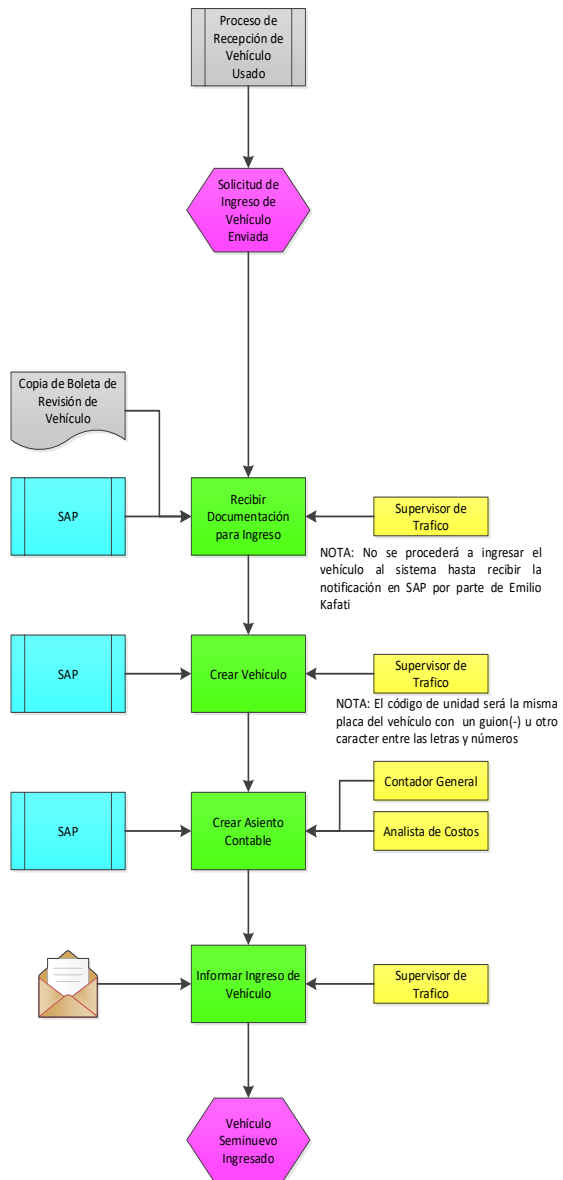 Proceso de
Recepción de
Vehículo
Usado
Solicitud de
Ingreso de
Vehículo
Enviada
Copia de Boleta de
Revisión de
Vehículo
SAP
Recibir
Documentación
para Ingreso
Supervisor de
Trafico
NOTA: No se procederá a ingresar el
vehículo al sistema hasta recibir la
notificación en SAP por parte de Emilio
Kafati
SAP
Crear Vehículo
Supervisor de
Trafico
NOTA: El código de unidad será la misma
placa del vehículo con un guion(-) u otro
caracter entre las letras y números
SAP
Crear Asiento
Contable
Contador General
Analista de Costos
Informar Ingreso de
Vehículo
Supervisor de
Trafico
Vehículo
Seminuevo
Ingresado